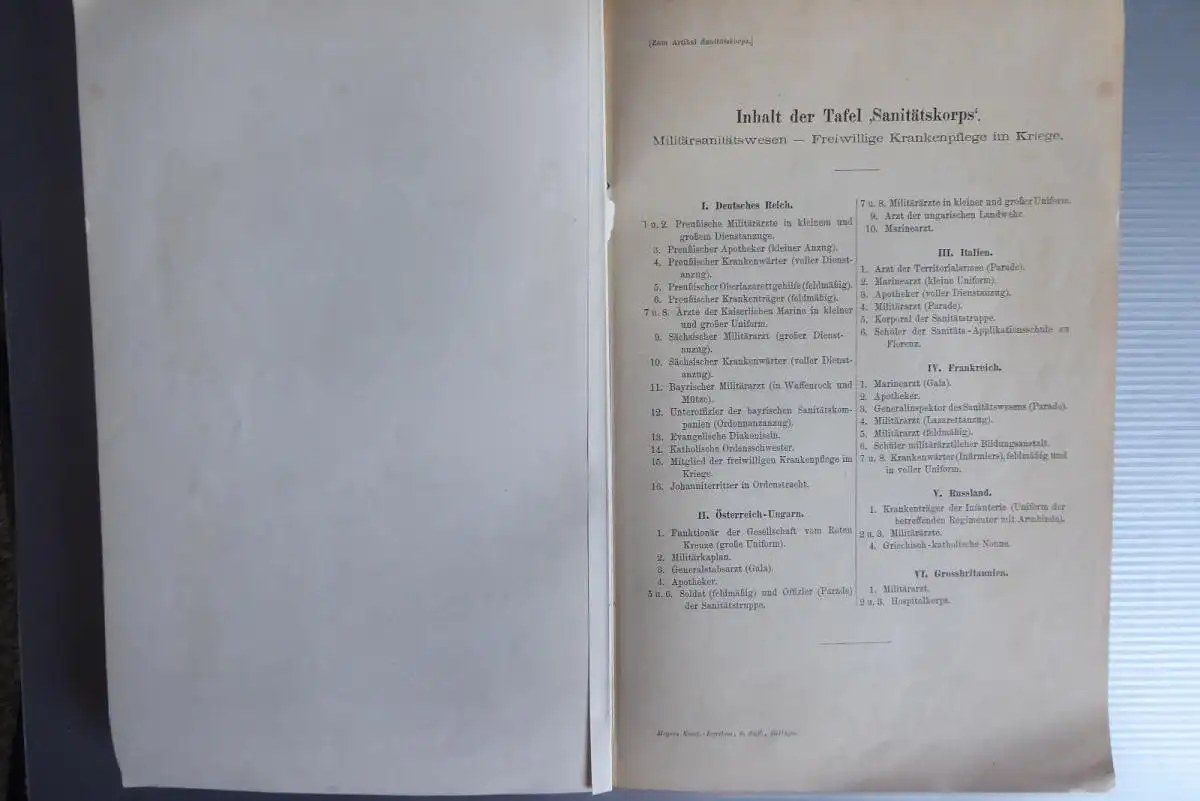 [Zum Artikel Sanitätskorps.]
Inhalt der Tafel ‚Sanitätskorps‘.
Militärsanitätswesen — Freiwillige Krankenpflege im Kriege.
I. Deutsches Reich.
1 u. 2. Preußische Militärärzte in kleinem und
großem Dienstanzuge.
3. Preußischer Apotheker (kleiner Anzug).
4. Preußischer Krankenwärter (voller Dienst-
anzug).
5. Preußischer Oberlazarettgehilfe (feldmäßig).
6. Preußischer Krankenträger (feldmäßig).
7 u. 8. Ärzte der Kaiserlichen Marine in kleiner
und großer Uniform.
9. Sächsischer Militärarzt (großer Dienst-
anzug).
10. Sächsischer Krankenwärter (voller Dienst-
anzug).
11. Bayrischer Militärarzt (in Waffenrock und
Mütze).
12. Unteroffizier der bayrischen Sanitätskom-
panien (Ordonnanzanzug).
13. Evangelische Diakonissin.
14. Katholische Ordensschwester.
15. Mitglied der freiwilligen Krankenpflege im
Kriege.
16. Johanniterritter in Ordenstracht.
II. Österreich-Ungarn.
1. Funktionär der Gesellschaft vom Roten
Kreuze (große Uniform).
2. Militärkaplan.
3. Generalstabsarzt (Gala).
4. Apotheker.
5 u. 6. Soldat (feldmäßig) und Offizier (Parade)
der Sanitätstruppe.
7 u. 8. Militärärzte in kleiner und großer Uniform.
9. Arzt der ungarischen Landwehr.
10. Marinearzt.
III. Italien.
1. Arzt der Territorialarmee (Parade).
2. Marinearzt (kleine Uniform).
3. Apotheker (voller Dienstanzug).
4. Militärarzt (Parade).
5. Korporal der Sanitätstruppe.
6. Schüler der Sanitäts-Applikationsschule zu
Florenz.
IV. Frankreich.
1. Marinearzt (Gala).
2. Apotheker.
3. Generalinspektor des Sanitätswesens (Parade).
4. Militärarzt (Lazarettanzug).
5. Militärarzt (feldmäßig).
6. Schüler militärärztlicher Bildungsanstalt.
7 u. 8. Krankenwärter (Infirmiers), feldmäßig und
in voller Uniform.
V. Russland.
1. Krankenträger der Infanterie (Uniform der
betreffenden Regimenter mit Armbinde).
2 u. 3. Militärärzte.
4. Griechisch-katholische Nonne.
VI. Grossbritannien.
1. Militärarzt.
2 u. 3. Hospitalkorps.
Meyers Konv.-Lexikon, 6. Aufl., Beilage.